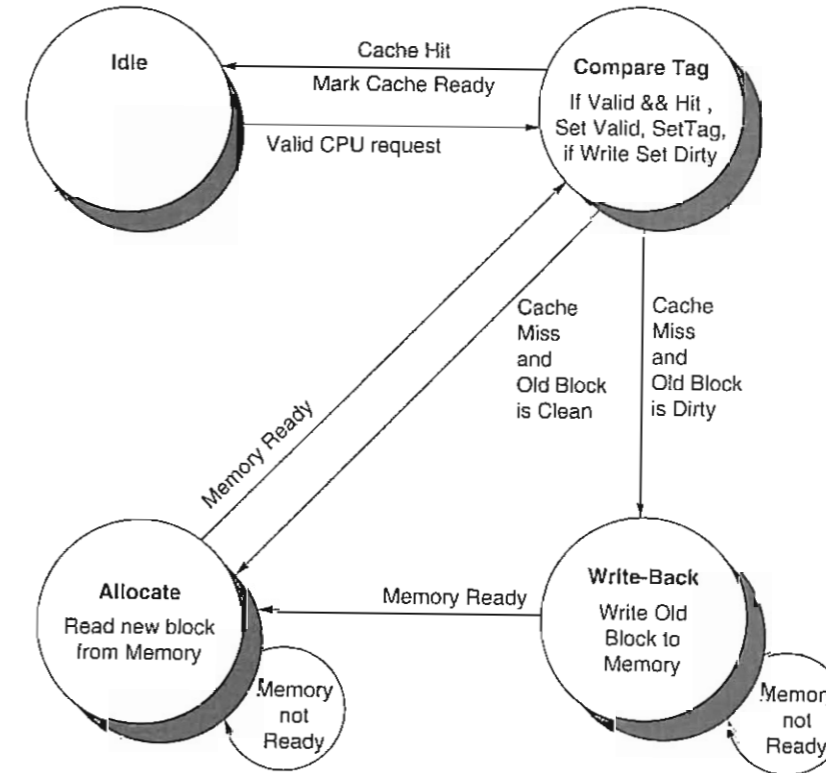 Idle
Cache Hit
Mark Cache Ready
Valid CPU request
Compare Tag
If Valid && Hit ,
Set Valid, SetTag,
if Write Set Dirty
Cache
Miss
and
Old Block
is Clean
Cache
Miss
and
Old Block
is Dirty
Memory Ready
Allocate
Read new block
from Memory
Memory
not
Ready
Memory Ready
Write-Back
Write Old
Block to
Memory
Memor
not
Ready